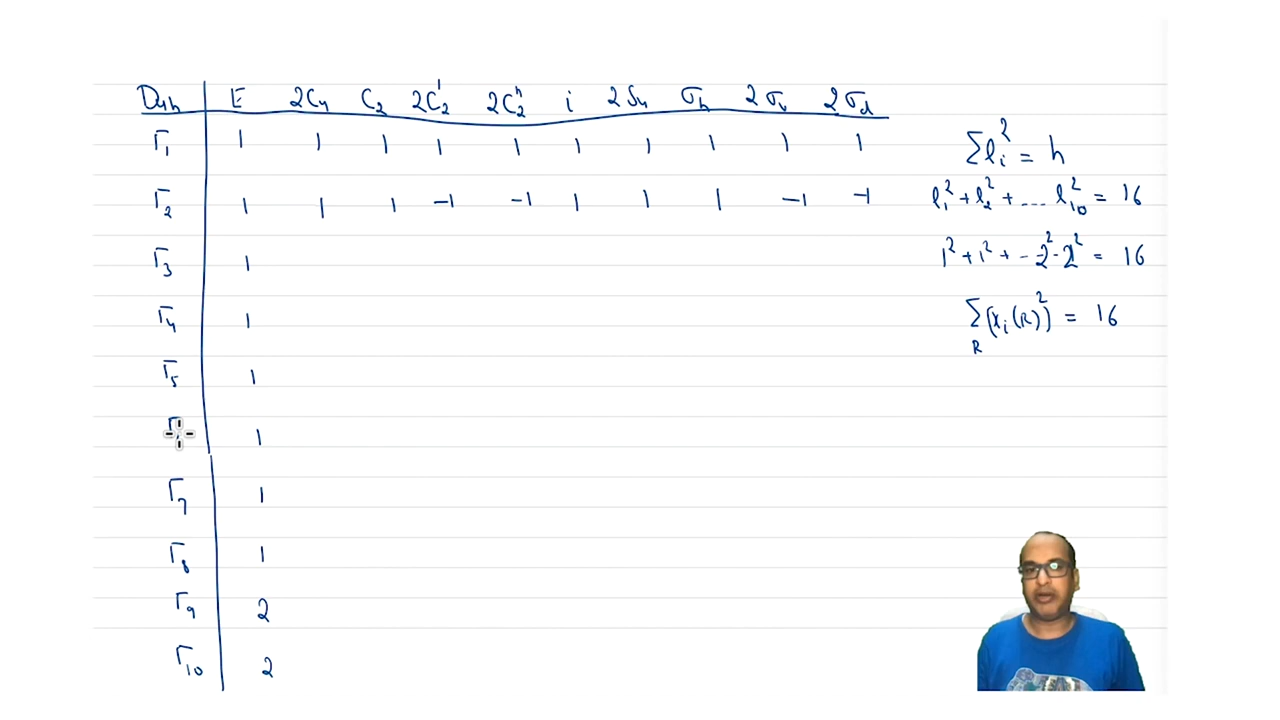 D₄ₕ E 2C₄ C₂ 2C₂' 2C₂" i 2S₄ σₕ 2σᵥ 2σ_d
Γ₁ 1 1 1 1 1 1 1 1 1 1
Γ₂ 1 1 1 -1 -1 1 1 1 -1 -1
Γ₃ 1
Γ₄ 1
Γ₅ 1
Γ 1
Γ₇ 1
Γ₈ 1
Γ₉ 2
Γ₁₀ 2
Σlᵢ² = h
l₁² + l₂² + .... l₁₀² = 16
1² + 1² + - 2² - 2² = 16
Σ (χᵢ(R))² = 16
R